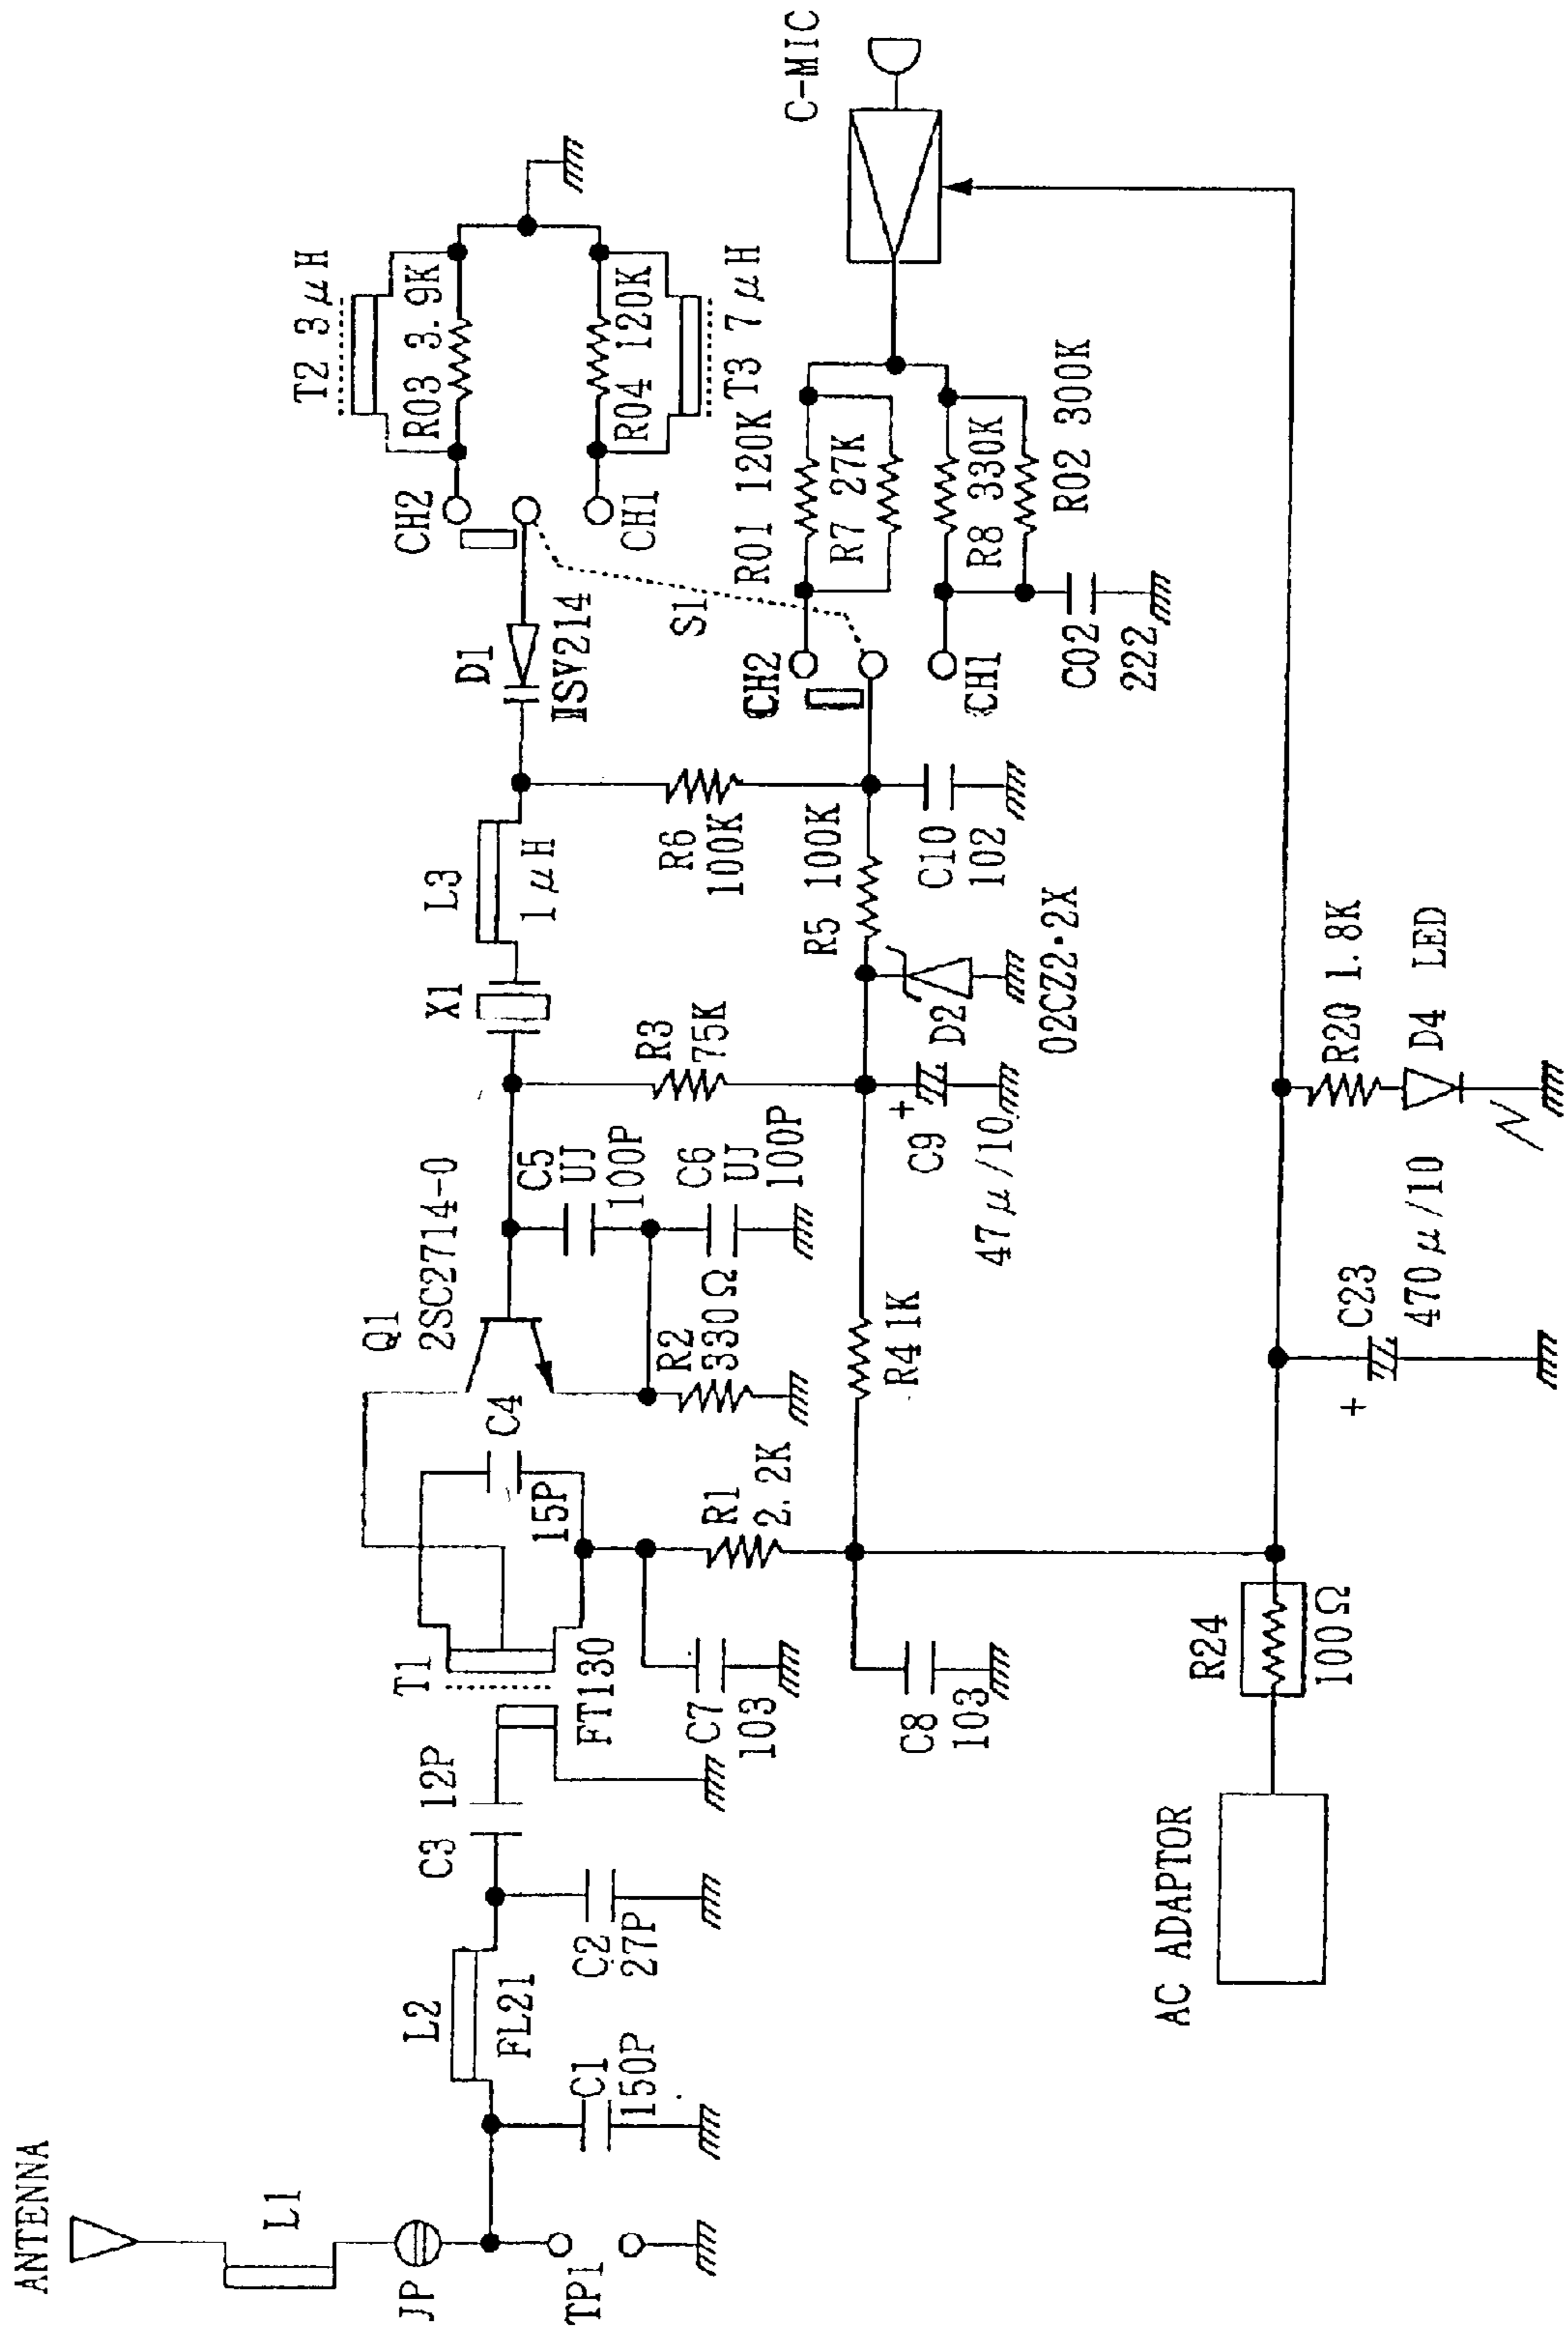 ANTENNA
L1
JP
TP1
L2
FL21
C1
150P
C2
27P
C3 12P
T1
FT130
C4
15P
C7
103
R1
2.2K
C8
103
Q1
2SC2714-O
R2
330Ω
C5
UJ
100P
C6
UJ
100P
R4 1K
X1
L3
1μH
R3
75K
C9
+
47μ/10
D2
02CZ2·2X
R5 100K
R6
100K
C10
102
D1
S1
CH2
CH1
T2 3μH
R03 3.9K
R04 120K
T3 7μH
CH2
CH1
R01 120K
R7 27K
R8 330K
R02 300K
C02
222
C-MIC
AC ADAPTOR
R24
100Ω
C23
+
470μ/10
R20 1.8K
D4 LED